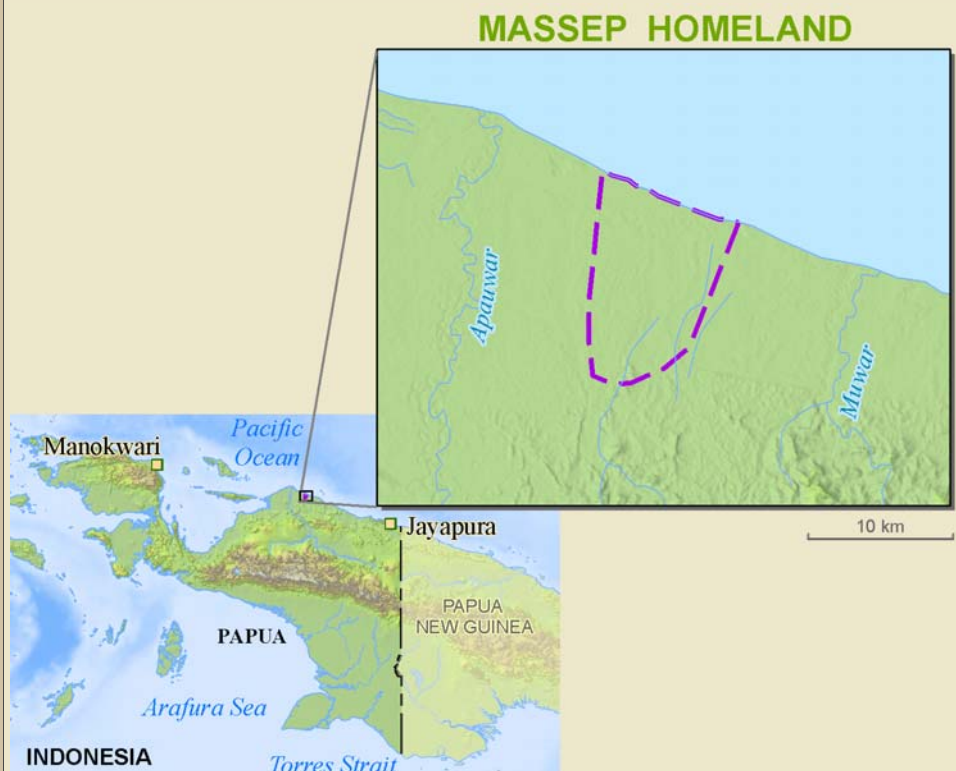 MASSEP HOMELAND
Apauwar
Muwar
10 km
Pacific
Ocean
Manokwari
Jayapura
PAPUA
NEW GUINEA
PAPUA
Arafura Sea
INDONESIA
Torres Strait